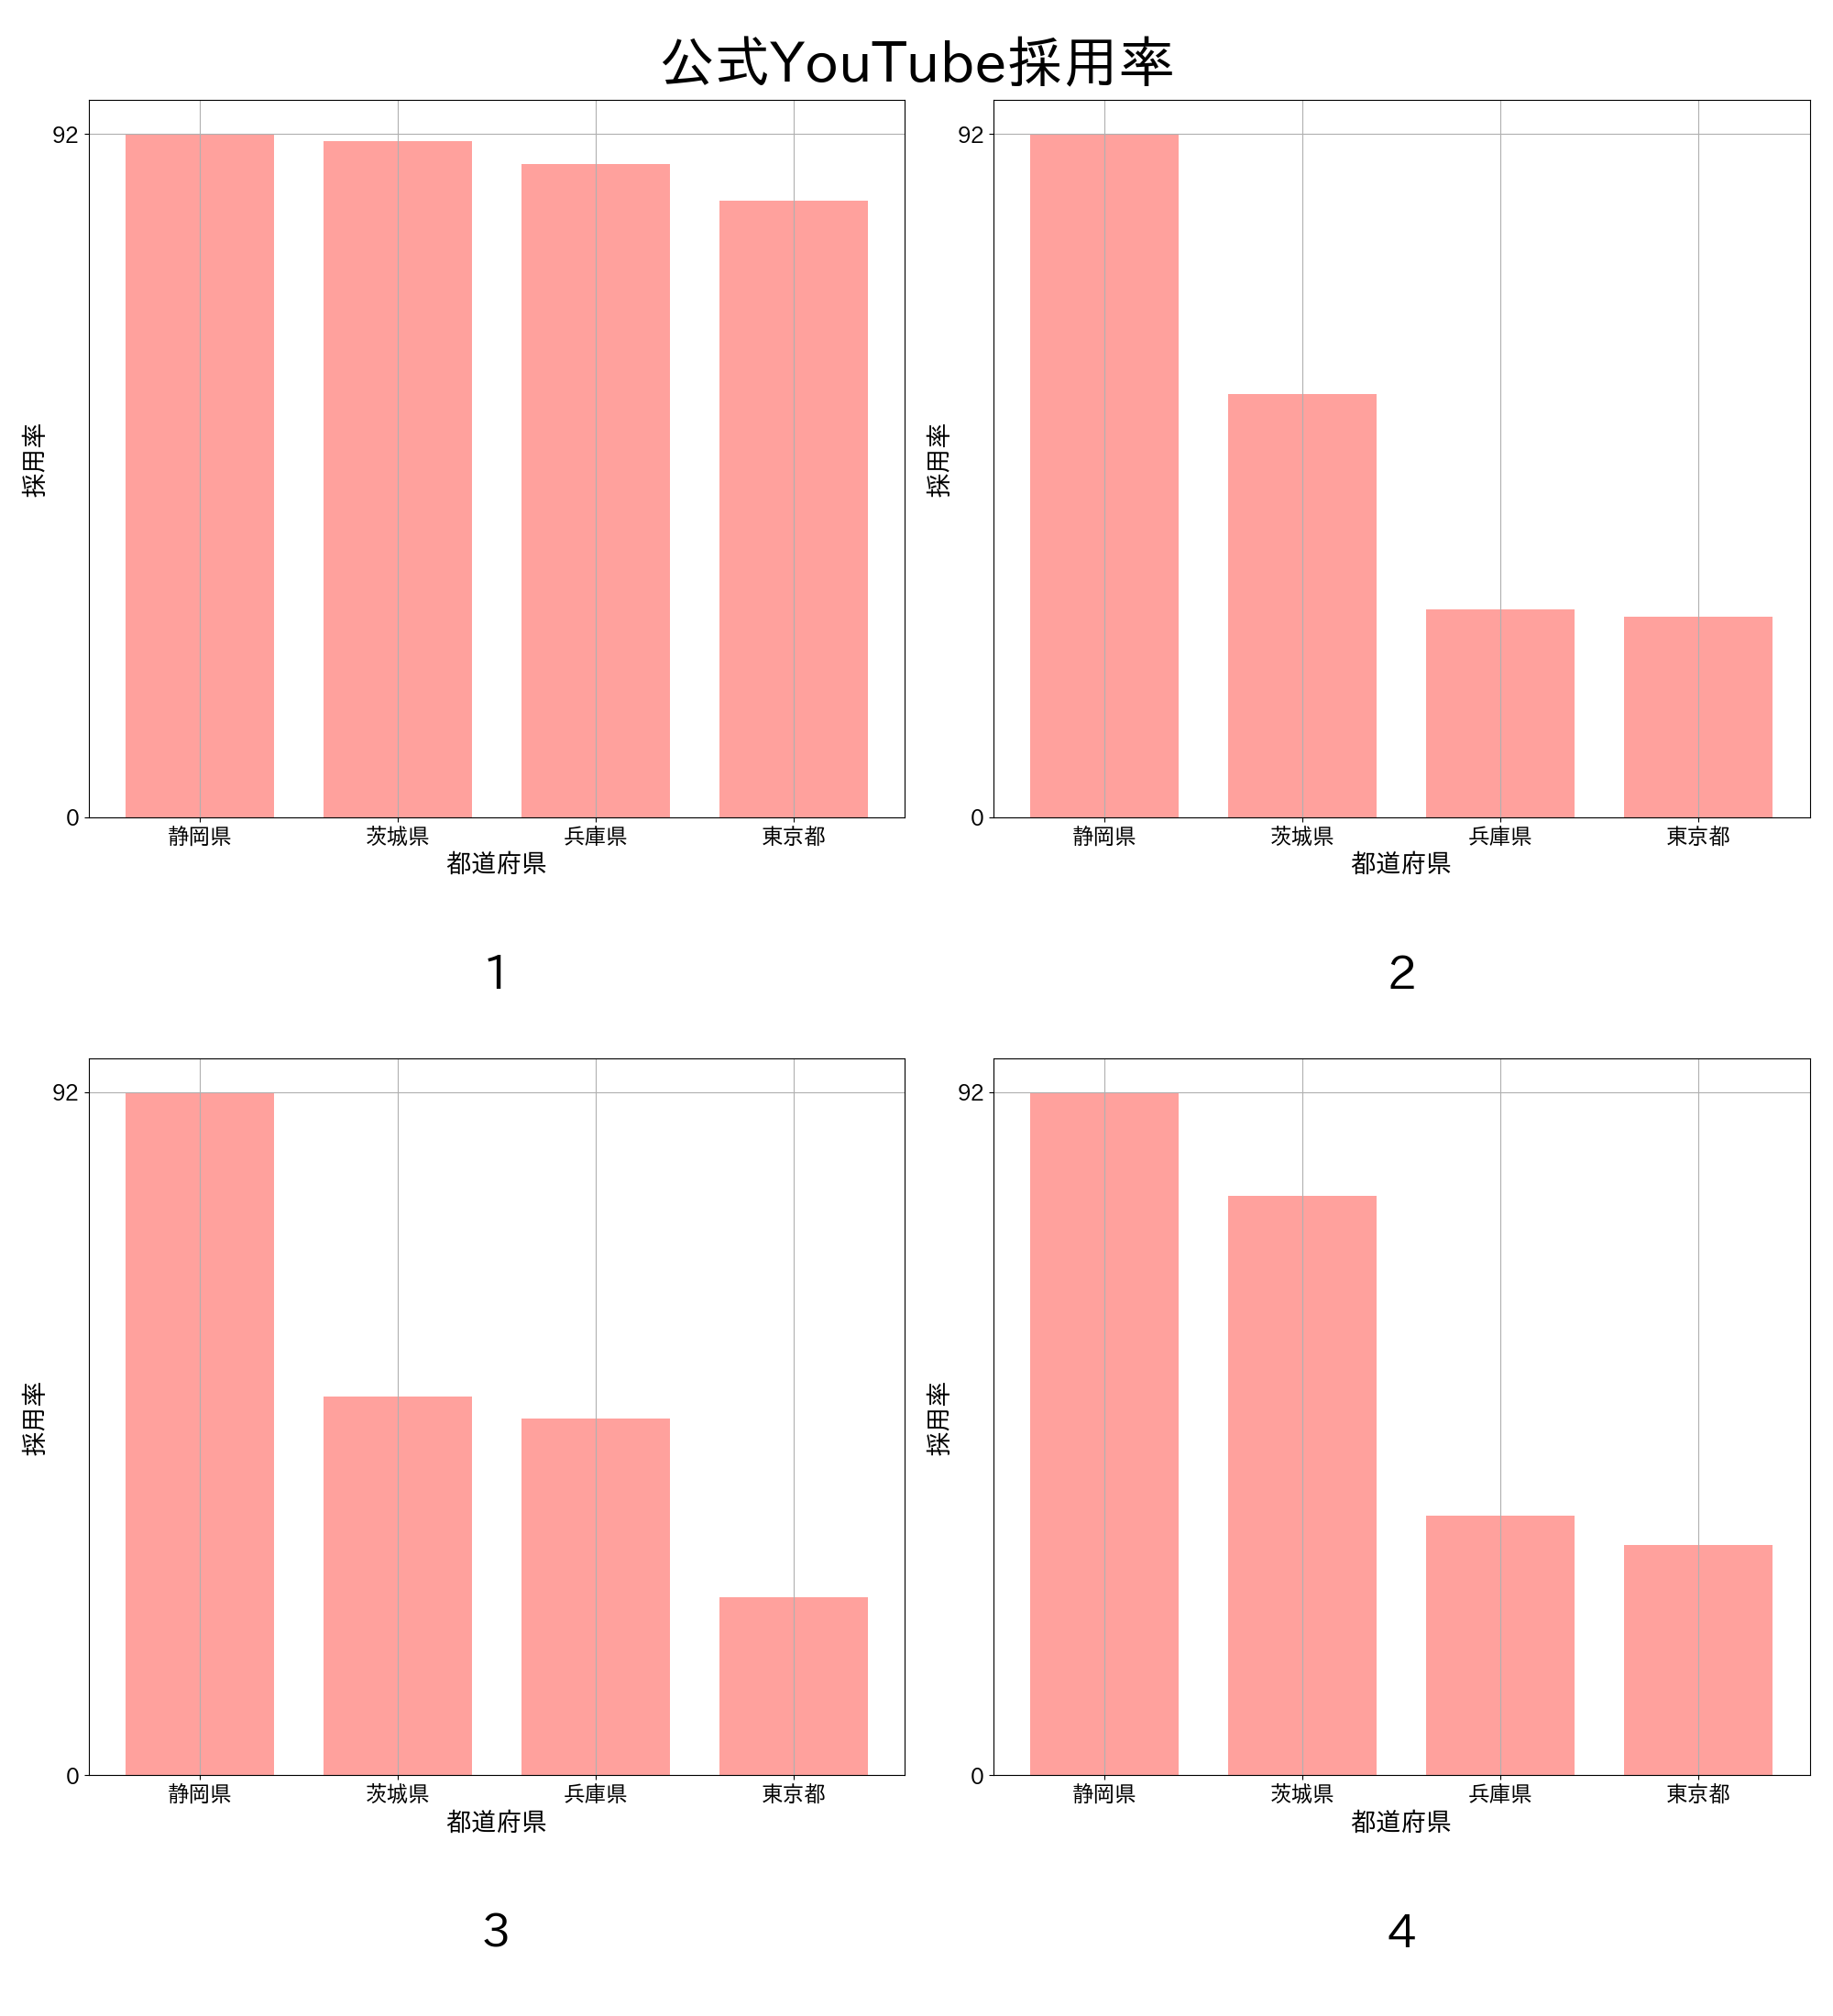 公式YouTube採用率
92
0
採用率
静岡県 茨城県 兵庫県 東京都
都道府県
1
92
0
採用率
静岡県 茨城県 兵庫県 東京都
都道府県
2
92
0
採用率
静岡県 茨城県 兵庫県 東京都
都道府県
3
92
0
採用率
静岡県 茨城県 兵庫県 東京都
都道府県
4